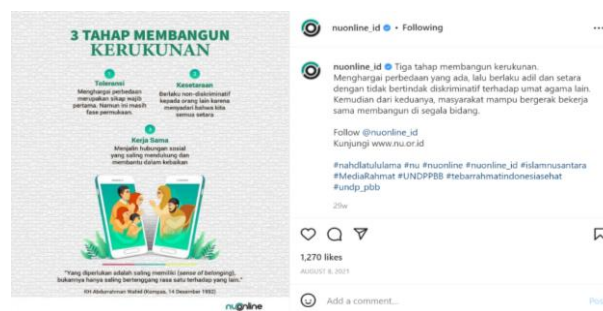 3 TAHAP MEMBANGUN
KERUKUNAN
1
Toleransi
Menghargai perbedaan
merupakan sikap wajib
pertama. Namun ini masih
fase permukaan.
2
Kesetaraan
Berlaku non-diskriminatif
kepada orang lain karena
menyadari bahwa kita
semua setara
3
Kerja Sama
Menjalin hubungan sosial
yang saling mendukung dan
membantu dalam kebaikan
"Yang diperlukan adalah saling memiliki (sense of belonging),
bukannya hanya saling bertenggang rasa satu terhadap yang lain."
KH Abdurrahman Wahid (Kompas, 14 Desember 1992)
nuonline
nuonline_id • Following
nuonline_id Tiga tahap membangun kerukunan.
Menghargai perbedaan yang ada, lalu berlaku adil dan setara
dengan tidak bertindak diskriminatif terhadap umat agama lain.
Kemudian dari keduanya, masyarakat mampu bergerak bekerja
sama membangun di segala bidang.
Follow @nuonline_id
Kunjungi www.nu.or.id
#nahdlatululama #nu #nuonline #nuonline_id #islamnusantara
#MediaRahmat #UNDPPBB #tebarrahmatindonesiasehat
#undp_pbb
29w
1,270 likes
AUGUST 8, 2021
Add a comment...
Pos